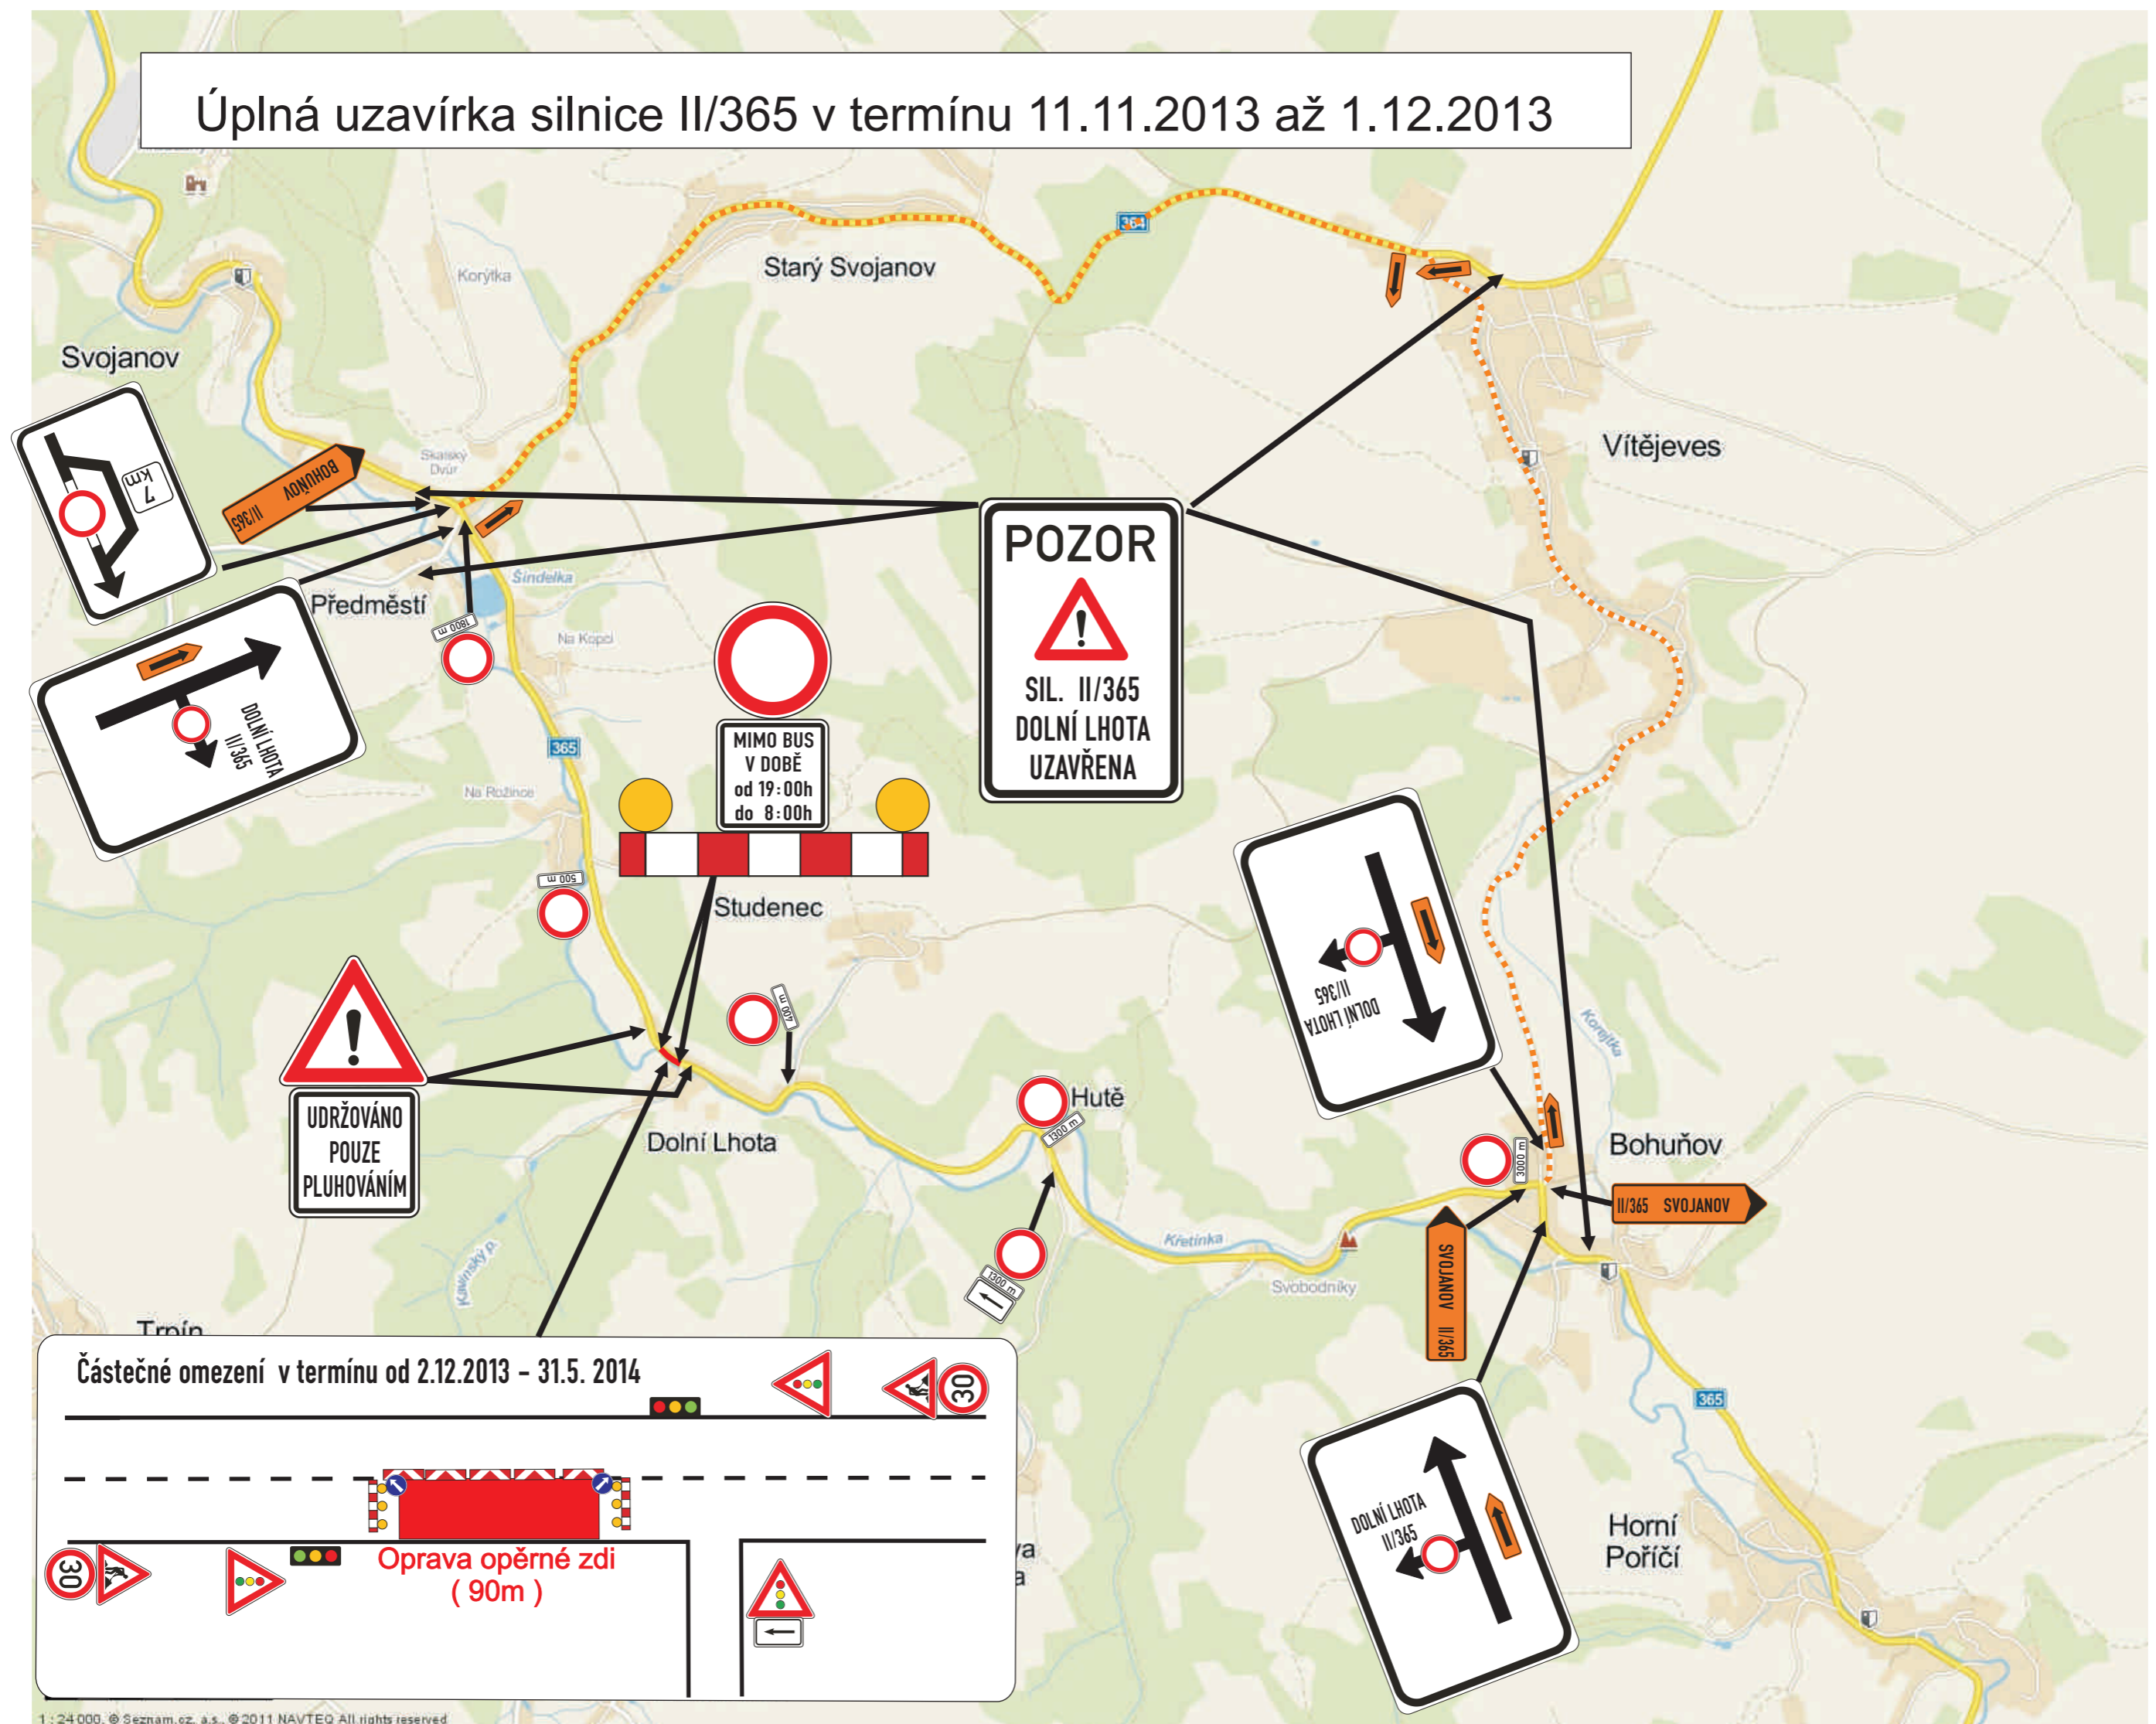 Úplná uzavírka silnice II/365 v termínu 11.11.2013 až 1.12.2013
364
Starý Svojanov
Korýtka
Svojanov
Vítějeves
Skalský
Dvůr
7
km
II/365 BOHUŇOV
Šindelka
Předměstí
1800 m
Na Kopci
DOLNÍ LHOTA
II/365
365
Na Rožince
500 m
MIMO BUS
V DOBĚ
od 19:00h
do 8:00h
POZOR
SIL. II/365
DOLNÍ LHOTA
UZAVŘENA
Studenec
400 m
DOLNÍ LHOTA
II/365
Korejtka
UDRŽOVÁNO
POUZE
PLUHOVÁNÍM
Dolní Lhota
Hutě
1300 m
1300 m
3000 m
Bohuňov
II/365 SVOJANOV
SVOJANOV II/365
Křetínka
Svobodníky
Kavinský p.
Trpín
365
DOLNÍ LHOTA
II/365
Horní
Poříčí
Částečné omezení v termínu od 2.12.2013 - 31.5. 2014
30
30
Oprava opěrné zdi
( 90m )
1 : 24 000, © Seznam.cz, a.s., © 2011 NAVTEQ All rights reserved